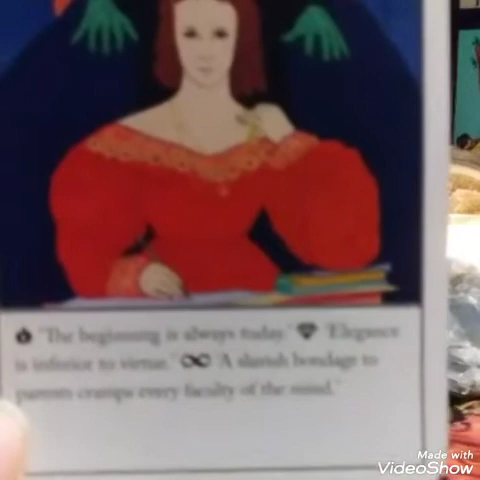 'The beginning is always today.' 'Elegance
is inferior to virtue.' 'A slavish bondage to
parents cramps every faculty of the mind.'
Made with
VideoShow